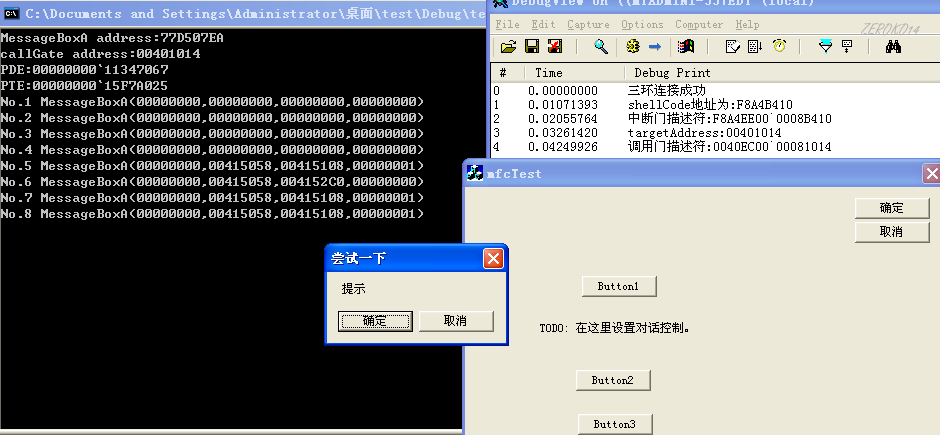 C:\Documents and Settings\Administrator\桌面\test\Debug\te
MessageBoxA address:77D507EA
callGate address:00401014
PDE:00000000`11347067
PTE:00000000`15F7A025
No.1 MessageBoxA(00000000,00000000,00000000,00000000)
No.2 MessageBoxA(00000000,00000000,00000000,00000000)
No.3 MessageBoxA(00000000,00000000,00000000,00000000)
No.4 MessageBoxA(00000000,00000000,00000000,00000000)
No.5 MessageBoxA(00000000,00415058,00415108,00000001)
No.6 MessageBoxA(00000000,00415058,004152C0,00000000)
No.7 MessageBoxA(00000000,00415058,00415108,00000001)
No.8 MessageBoxA(00000000,00415058,00415108,00000001)
File Edit Capture Options Computer Help
ZEROKO14
# Time Debug Print
0 0.00000000 三环连接成功
1 0.01071393 shellCode地址为:F8A4B410
2 0.02055764 中断门描述符:F8A4EE00`0008B410
3 0.03261420 targetAddress:00401014
4 0.04249926 调用门描述符:0040EC00`00081014
mfcTest
确定
取消
尝试一下
提示
确定 取消
Button1
TODO: 在这里设置对话控制。
Button2
Button3